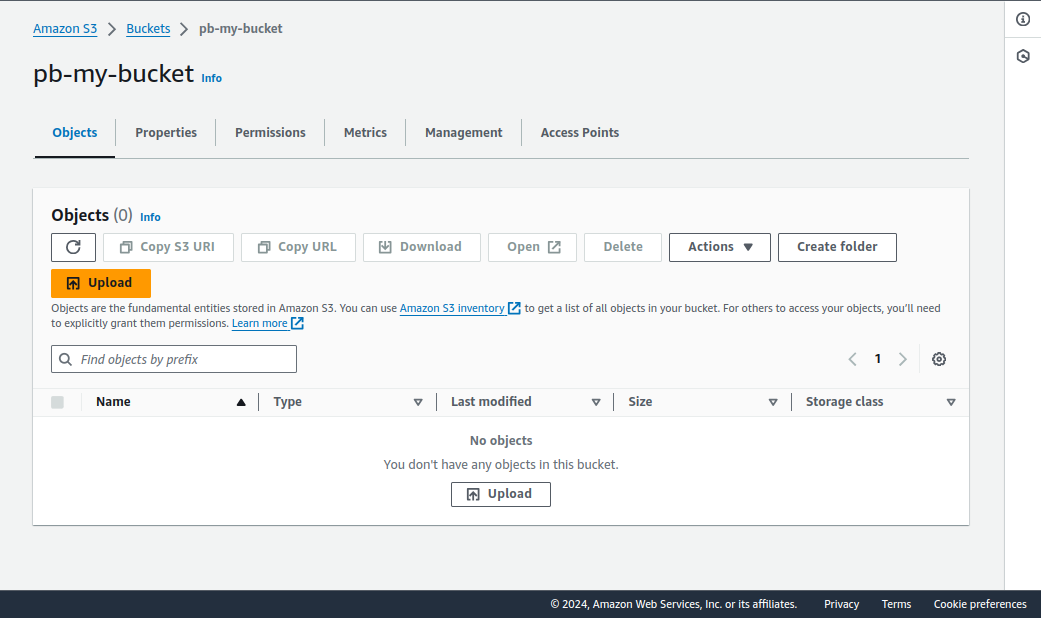 Amazon S3 > Buckets > pb-my-bucket
pb-my-bucket Info
Objects Properties Permissions Metrics Management Access Points
Objects (0) Info
Copy S3 URI Copy URL Download Open Delete Actions Create folder
Upload
Objects are the fundamental entities stored in Amazon S3. You can use Amazon S3 inventory to get a list of all objects in your bucket. For others to access your objects, you’ll need
to explicitly grant them permissions. Learn more
Find objects by prefix 1
Name Type Last modified Size Storage class
No objects
You don't have any objects in this bucket.
Upload
© 2024, Amazon Web Services, Inc. or its affiliates. Privacy Terms Cookie preferences